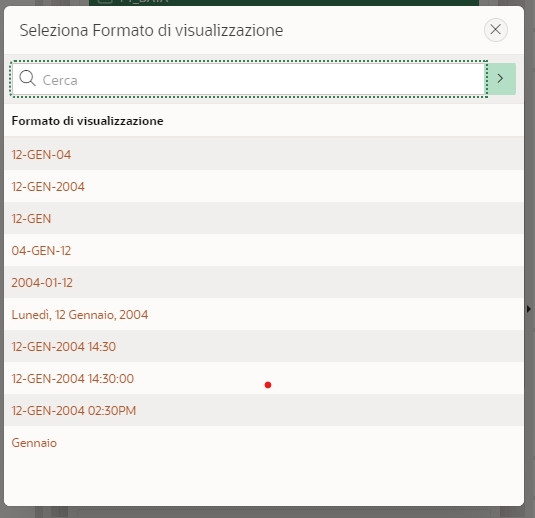 Seleziona Formato di visualizzazione
Cerca
Formato di visualizzazione
12-GEN-04
12-GEN-2004
12-GEN
04-GEN-12
2004-01-12
Lunedì, 12 Gennaio, 2004
12-GEN-2004 14:30
12-GEN-2004 14:30:00
12-GEN-2004 02:30PM
Gennaio